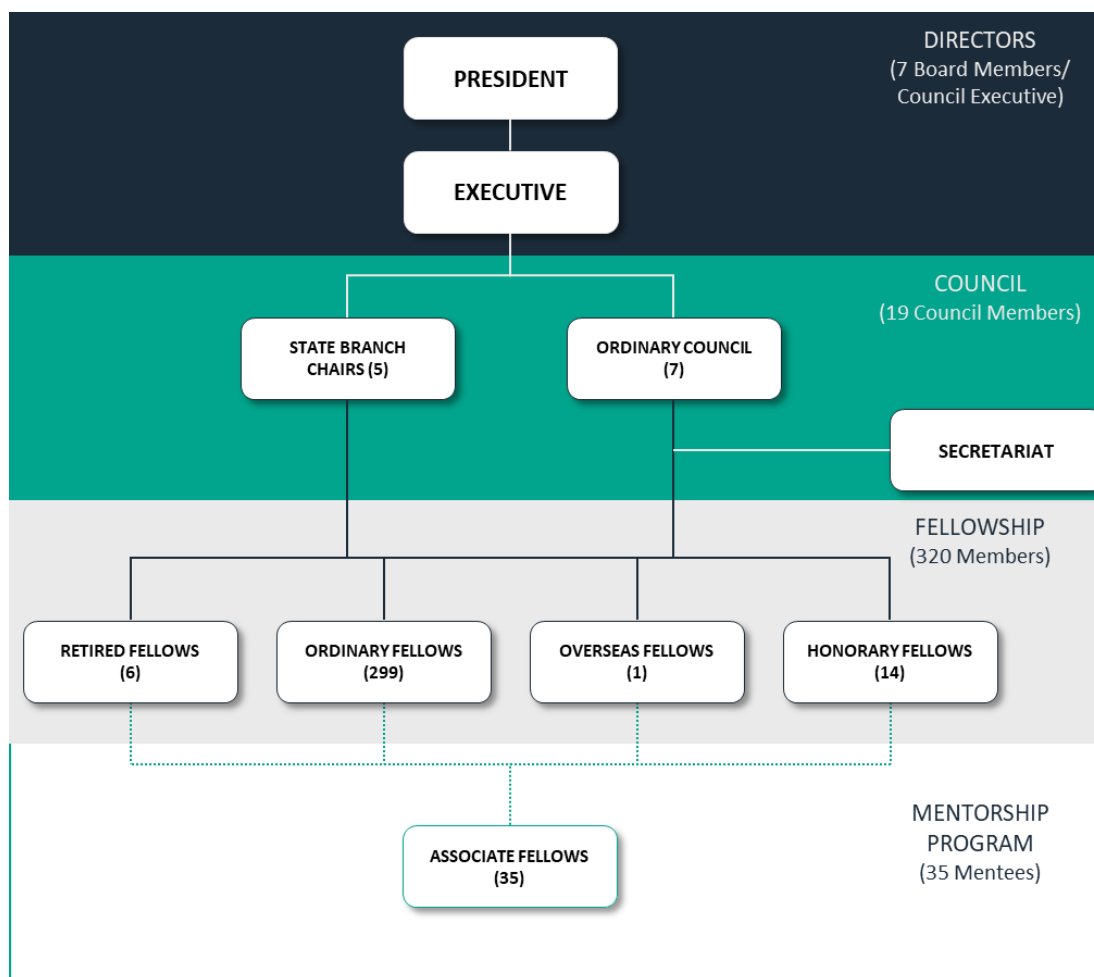 DIRECTORS
(7 Board Members/
Council Executive)
PRESIDENT
EXECUTIVE
COUNCIL
(19 Council Members)
STATE BRANCH
CHAIRS (5)
ORDINARY COUNCIL
(7)
SECRETARIAT
FELLOWSHIP
(320 Members)
RETIRED FELLOWS
(6)
ORDINARY FELLOWS
(299)
OVERSEAS FELLOWS
(1)
HONORARY FELLOWS
(14)
MENTORSHIP
PROGRAM
(35 Mentees)
ASSOCIATE FELLOWS
(35)